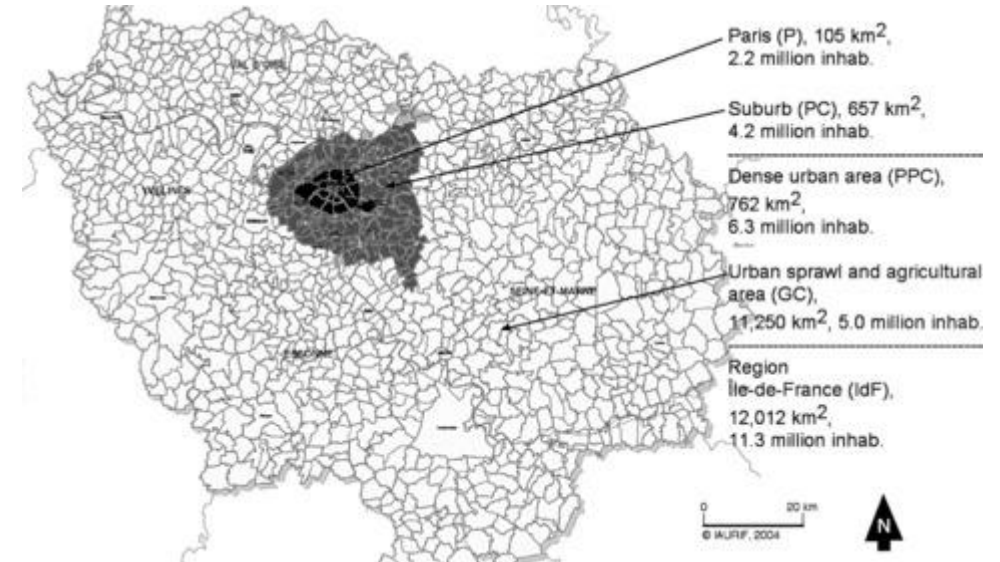 Paris (P), 105 km2,
2.2 million inhab.
Suburb (PC), 657 km2,
4.2 million inhab.
Dense urban area (PPC),
762 km2,
6.3 million inhab.
Urban sprawl and agricultural
area (GC),
11,250 km2, 5.0 million inhab.
Region
Île-de-France (IdF),
12,012 km2,
11.3 million inhab.
VAL D'OISE
YVELINES
SEINE-ET-MARNE
ESSONNE
0 20 km
© IAURIF, 2004
N